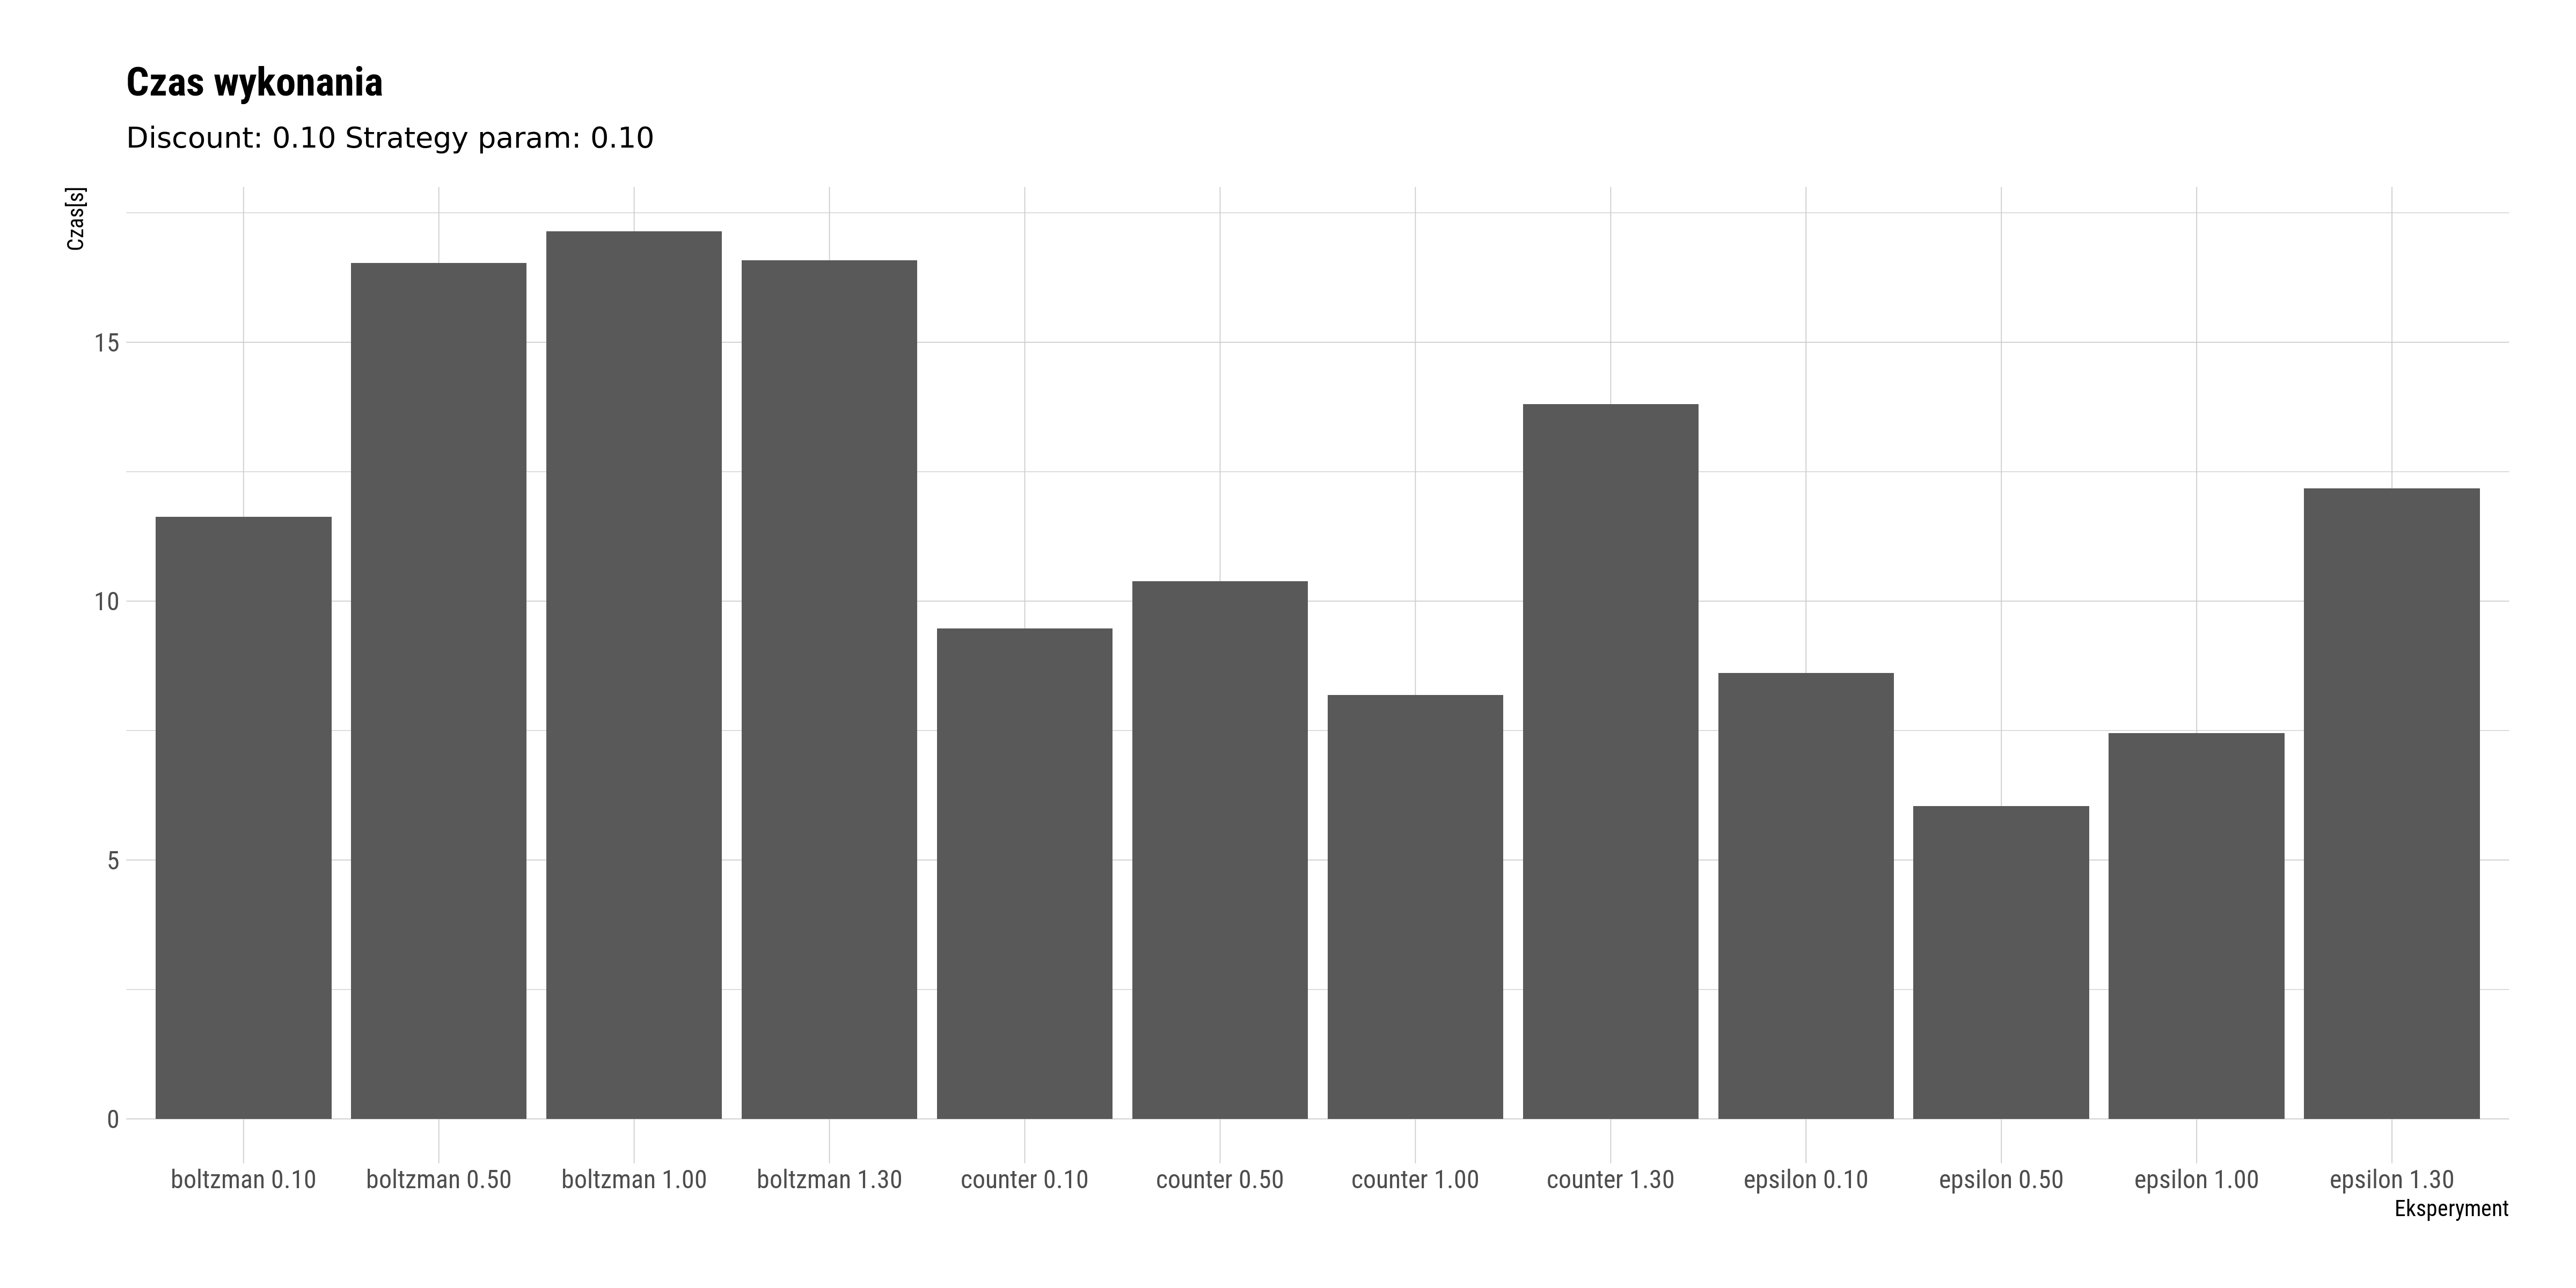 Czas wykonania
Discount: 0.10 Strategy param: 0.10
Czas[s]
15
10
5
0
boltzman 0.10 boltzman 0.50 boltzman 1.00 boltzman 1.30 counter 0.10 counter 0.50 counter 1.00 counter 1.30 epsilon 0.10 epsilon 0.50 epsilon 1.00 epsilon 1.30
Eksperyment